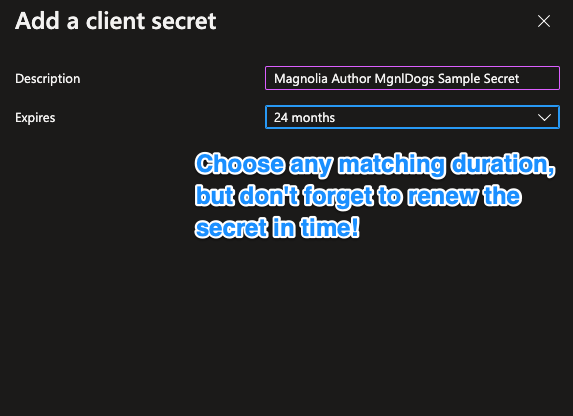 Add a client secret
Description
Magnolia Author MgnlDogs Sample Secret
Expires
24 months
Choose any matching duration,
but don't forget to renew the
secret in time!